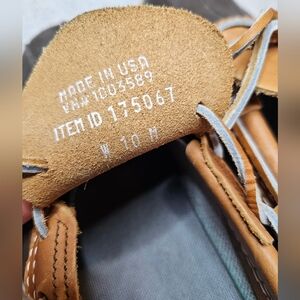 MADE IN USA
VN#1003589
ITEM ID 175067
W 10 M